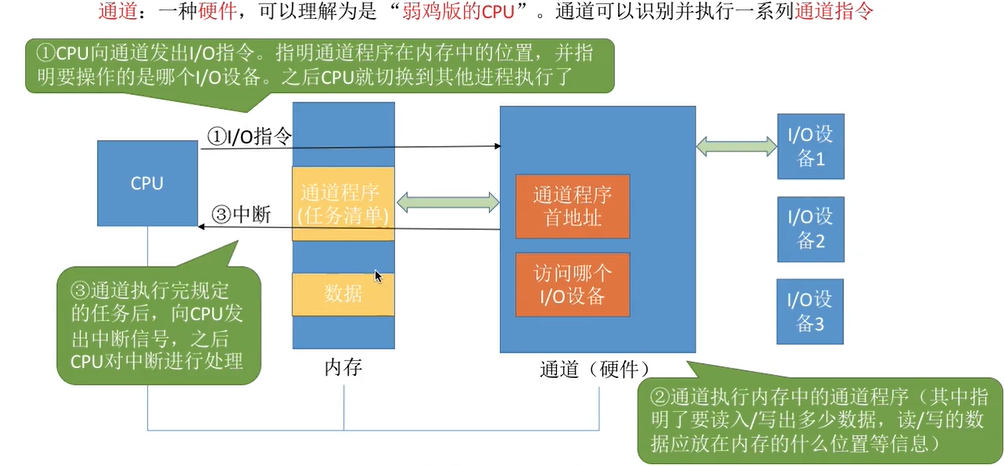 通道：一种硬件，可以理解为是 “弱鸡版的CPU”。通道可以识别并执行一系列通道指令
①CPU向通道发出I/O指令。指明通道程序在内存中的位置，并指
明要操作的是哪个I/O设备。之后CPU就切换到其他进程执行了
CPU
①I/O指令
③中断
通道程序
(任务清单)
数据
内存
通道程序
首地址
访问哪个
I/O设备
通道（硬件）
I/O设
备1
I/O设
备2
I/O设
备3
③通道执行完规定
的任务后，向CPU发
出中断信号，之后
CPU对中断进行处理
②通道执行内存中的通道程序（其中指
明了要读入/写出多少数据，读/写的数
据应放在内存的什么位置等信息）